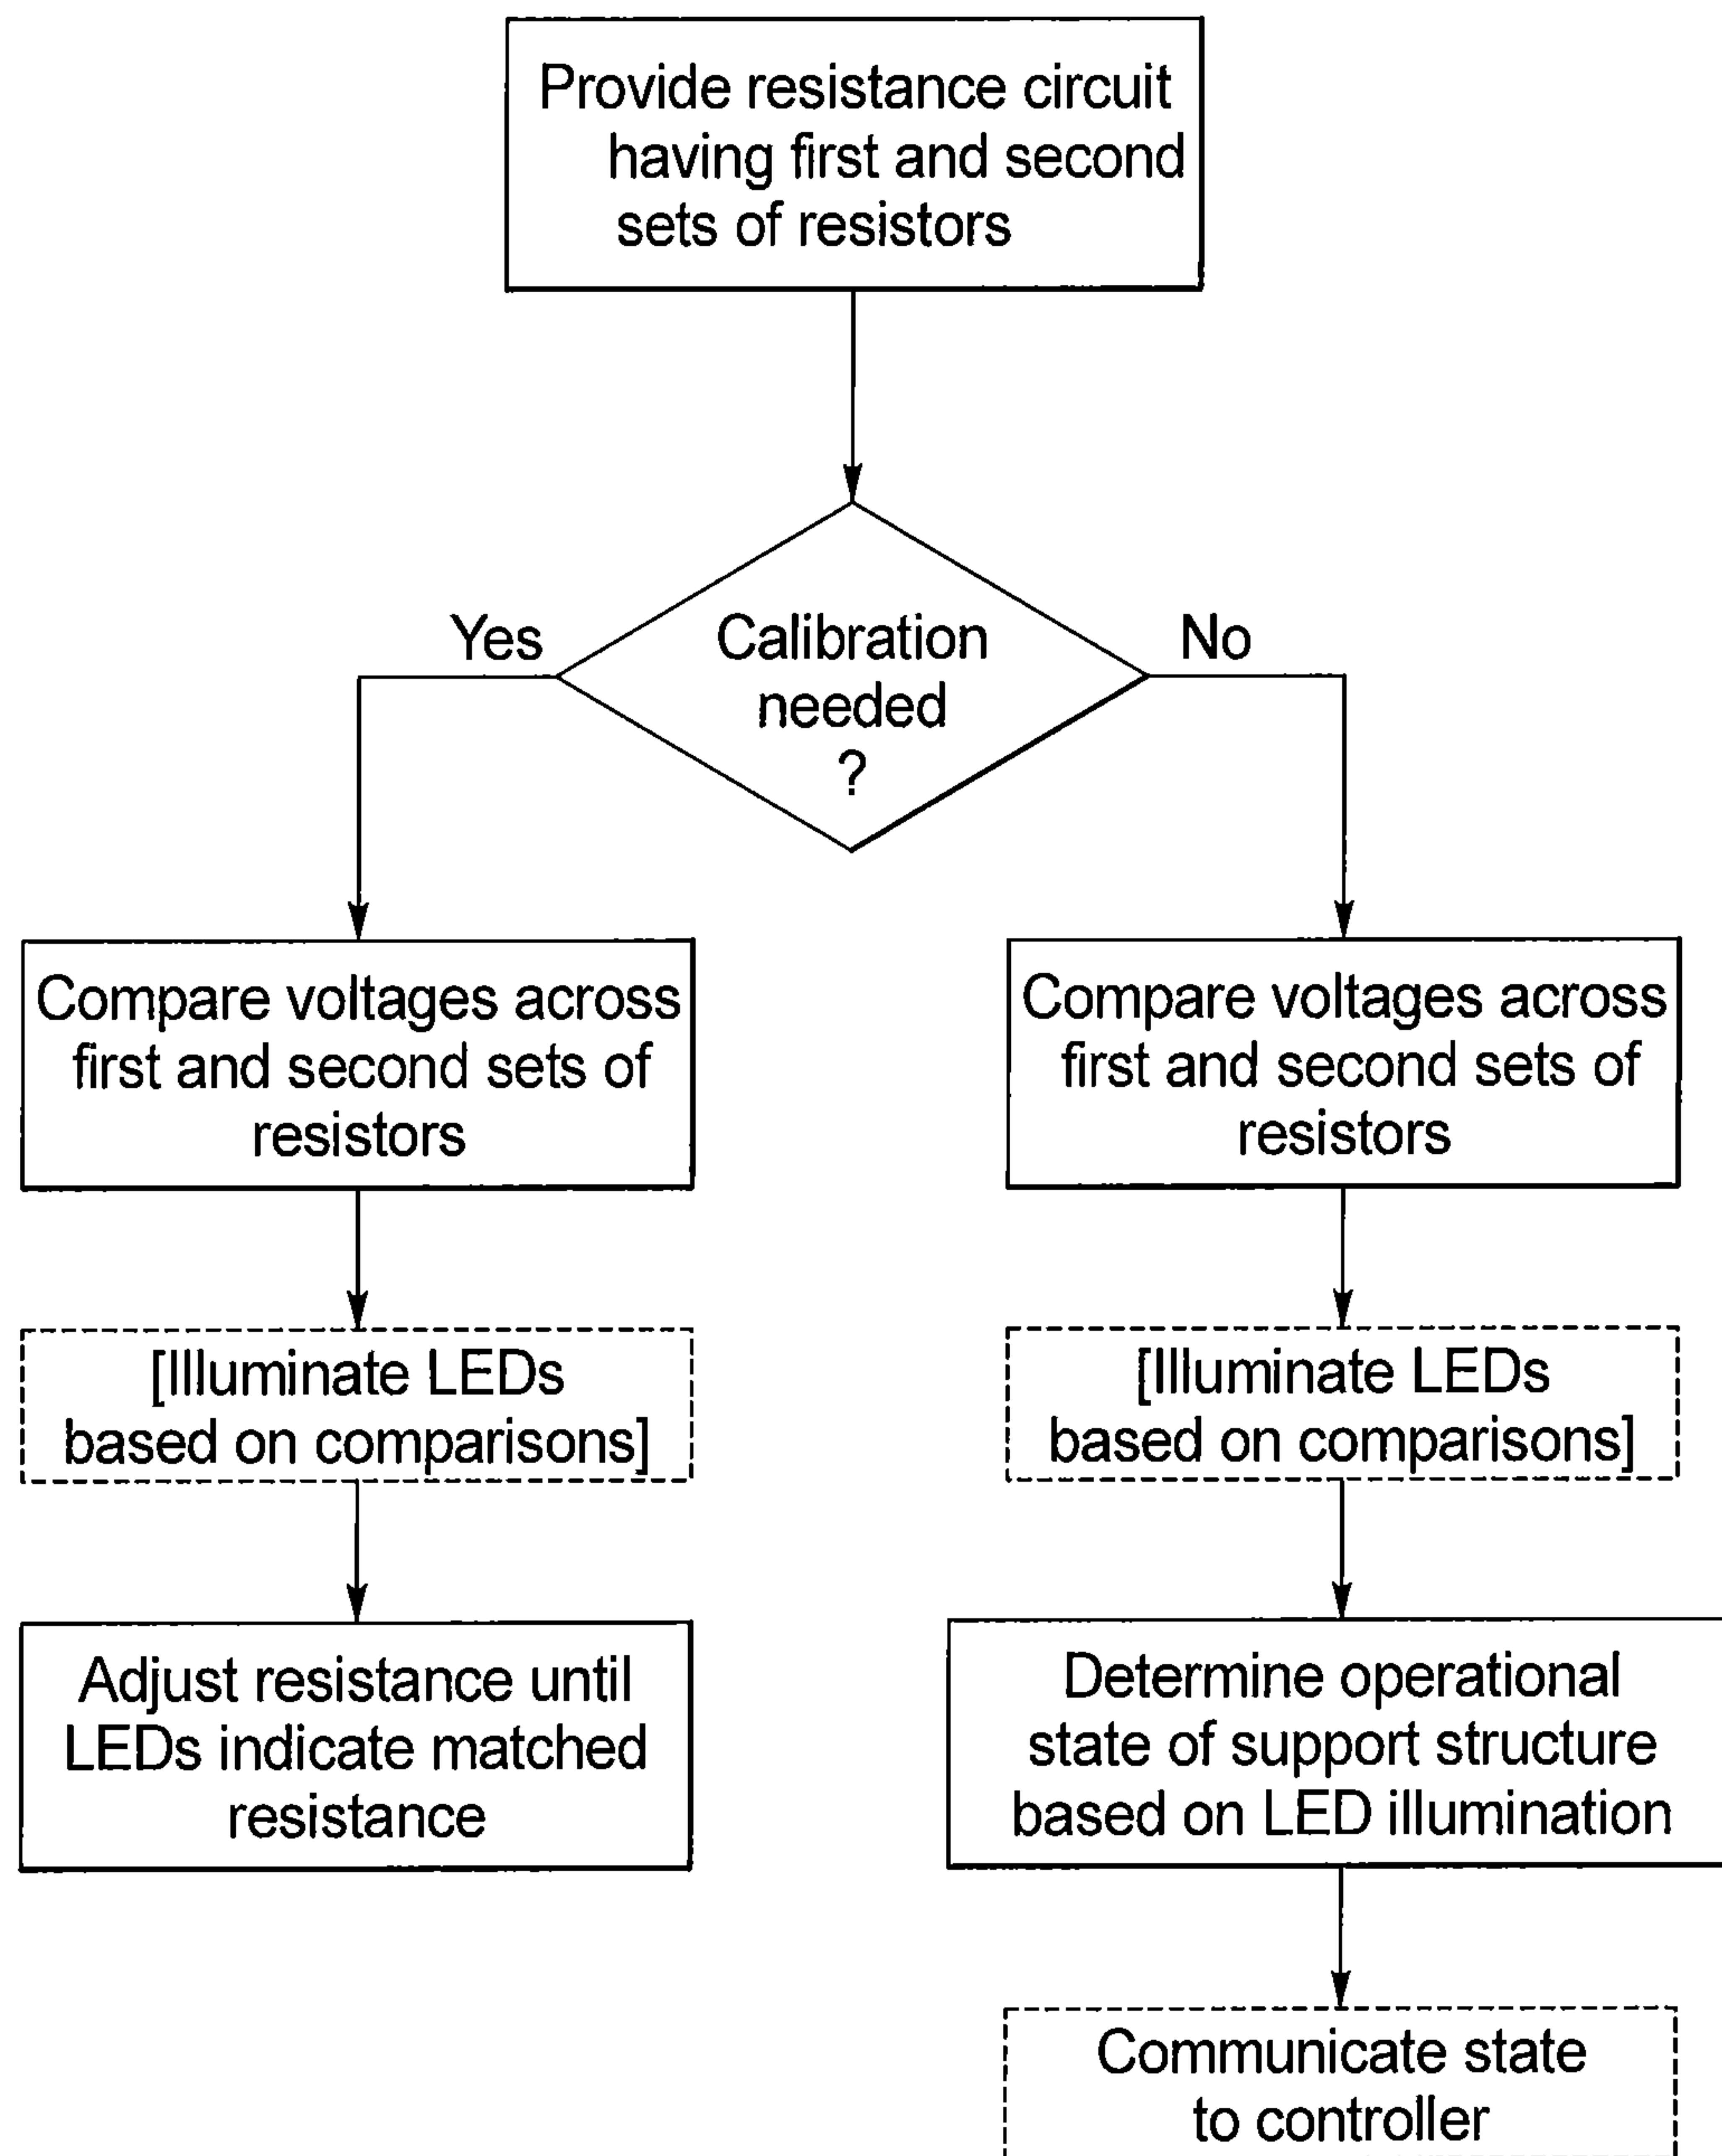 Provide resistance circuit
having first and second
sets of resistors
Yes
Calibration
needed
?
No
Compare voltages across
first and second sets of
resistors
Compare voltages across
first and second sets of
resistors
[Illuminate LEDs
based on comparisons]
[Illuminate LEDs
based on comparisons]
Adjust resistance until
LEDs indicate matched
resistance
Determine operational
state of support structure
based on LED illumination
Communicate state
to controller